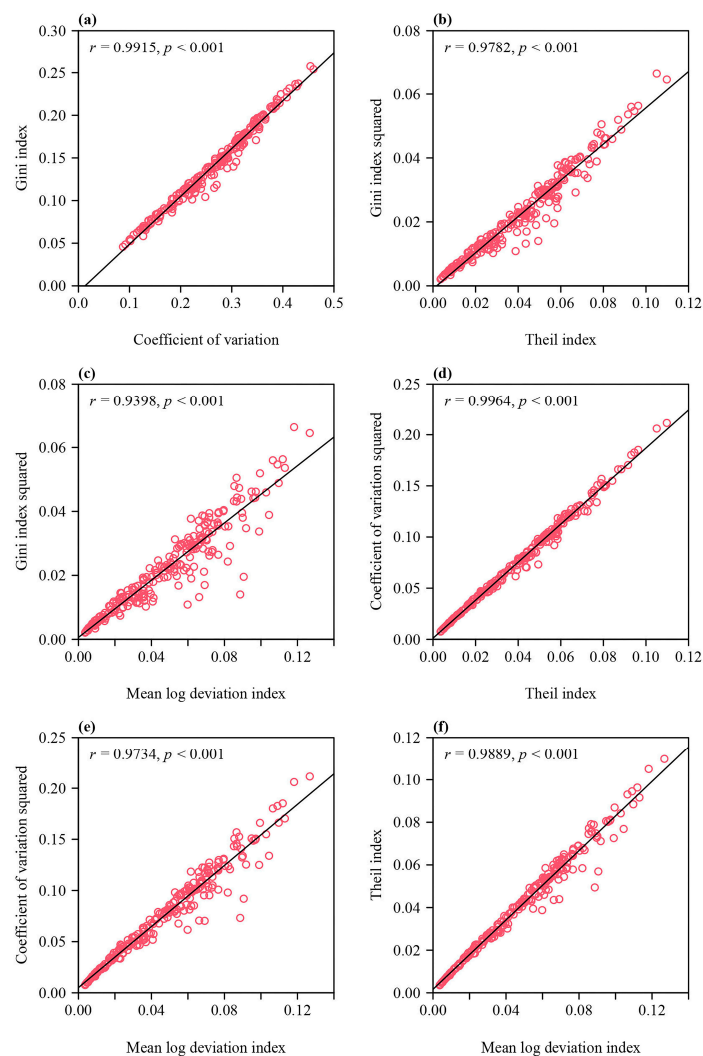 (a)
r = 0.9915, p < 0.001
0.30
0.25
0.20
0.15
0.10
0.05
0.00
Gini index
0.0 0.1 0.2 0.3 0.4 0.5
Coefficient of variation
(b)
r = 0.9782, p < 0.001
0.08
0.06
0.04
0.02
0.00
Gini index squared
0.00 0.02 0.04 0.06 0.08 0.10 0.12
Theil index
(c)
r = 0.9398, p < 0.001
0.08
0.06
0.04
0.02
0.00
Gini index squared
0.00 0.04 0.08 0.12
Mean log deviation index
(d)
r = 0.9964, p < 0.001
0.25
0.20
0.15
0.10
0.05
0.00
Coefficient of variation squared
0.00 0.02 0.04 0.06 0.08 0.10 0.12
Theil index
(e)
r = 0.9734, p < 0.001
0.25
0.20
0.15
0.10
0.05
0.00
Coefficient of variation squared
0.00 0.04 0.08 0.12
Mean log deviation index
(f)
r = 0.9889, p < 0.001
0.12
0.10
0.08
0.06
0.04
0.02
0.00
Theil index
0.00 0.04 0.08 0.12
Mean log deviation index